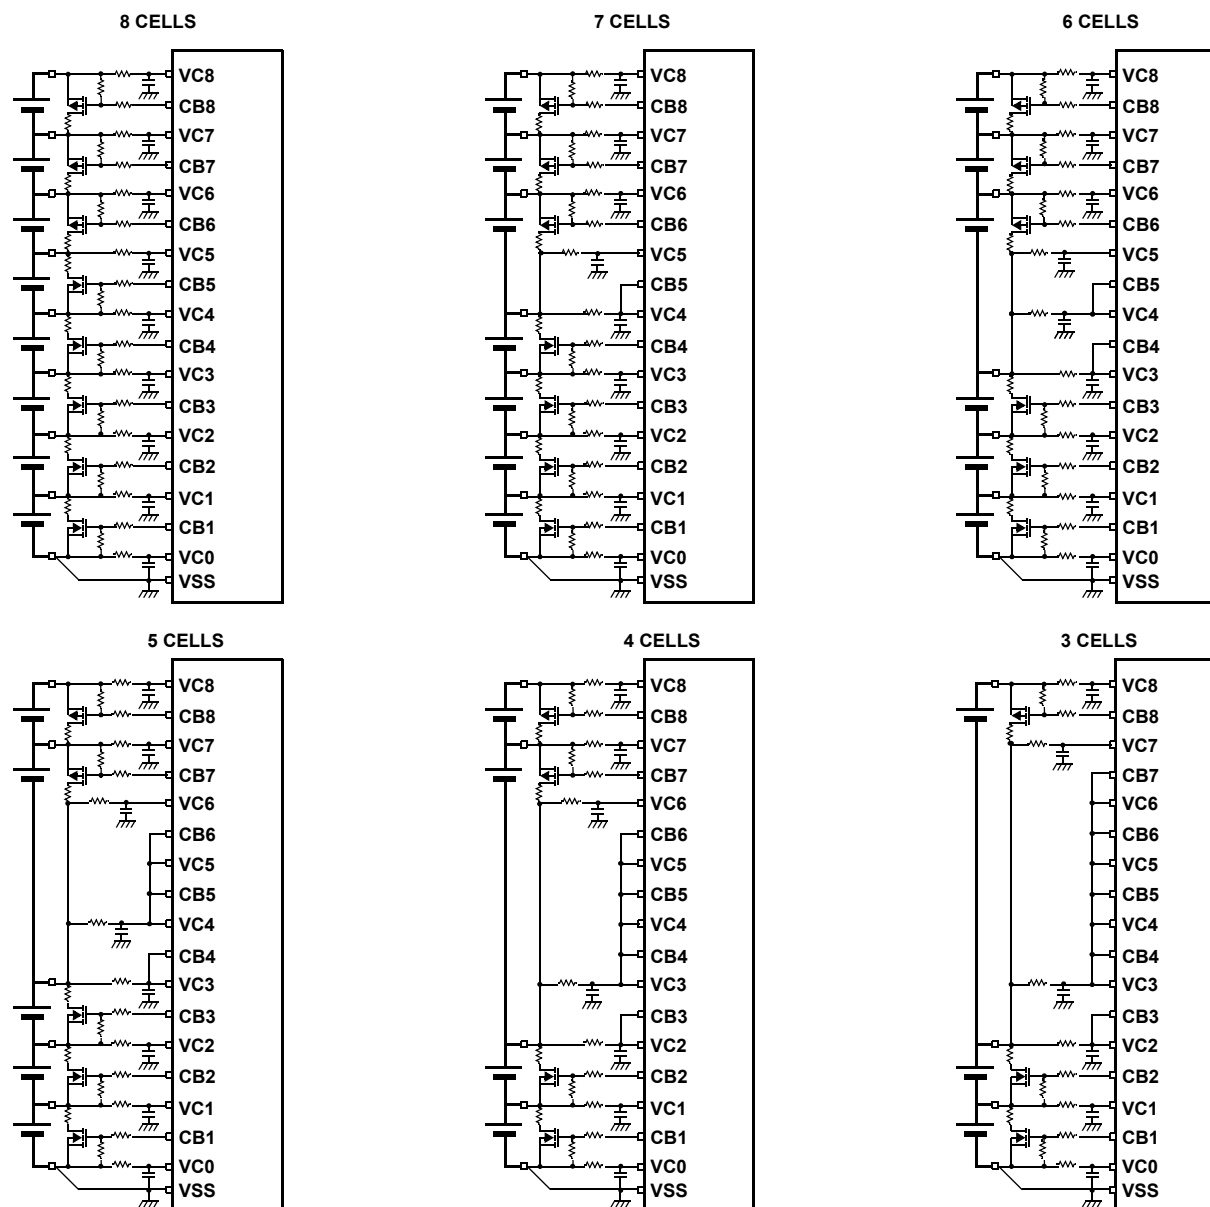 8 CELLS
VC8
CB8
VC7
CB7
VC6
CB6
VC5
CB5
VC4
CB4
VC3
CB3
VC2
CB2
VC1
CB1
VC0
VSS
7 CELLS
VC8
CB8
VC7
CB7
VC6
CB6
VC5
CB5
VC4
CB4
VC3
CB3
VC2
CB2
VC1
CB1
VC0
VSS
6 CELLS
VC8
CB8
VC7
CB7
VC6
CB6
VC5
CB5
VC4
CB4
VC3
CB3
VC2
CB2
VC1
CB1
VC0
VSS
5 CELLS
VC8
CB8
VC7
CB7
VC6
CB6
VC5
CB5
VC4
CB4
VC3
CB3
VC2
CB2
VC1
CB1
VC0
VSS
4 CELLS
VC8
CB8
VC7
CB7
VC6
CB6
VC5
CB5
VC4
CB4
VC3
CB3
VC2
CB2
VC1
CB1
VC0
VSS
3 CELLS
VC8
CB8
VC7
CB7
VC6
CB6
VC5
CB5
VC4
CB4
VC3
CB3
VC2
CB2
VC1
CB1
VC0
VSS